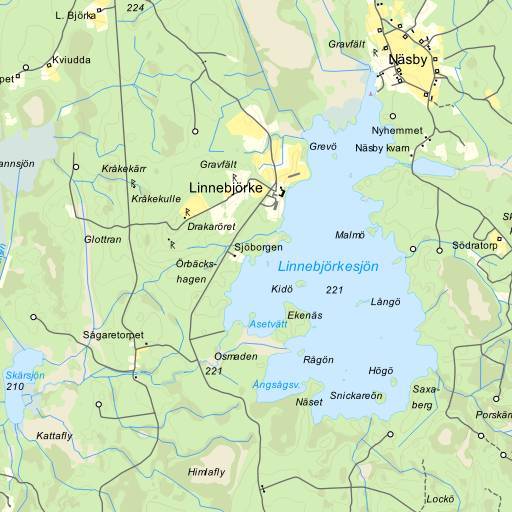 L. Björka
224
Gravfält
Kviudda
Näsby
Nyhemmet
Grevö
Näsby kvarn
Gravfält
Kråkekärr
Linnebjörke
Kråkekulle
Drakaröret
Malmö
Glottran
Sjöborgen
Södratorp
Örbäcks-
hagen
Linnebjörkesjön
Kidö
221
Långö
Ekenäs
Asetvätt
Sågaretorpet
Osmaden
Rågön
221
Skärsjön
210
Högö
Ångsågsv.
Saxa-
berg
Näset
Snickareön
Kattafly
Himlafly
Lockö